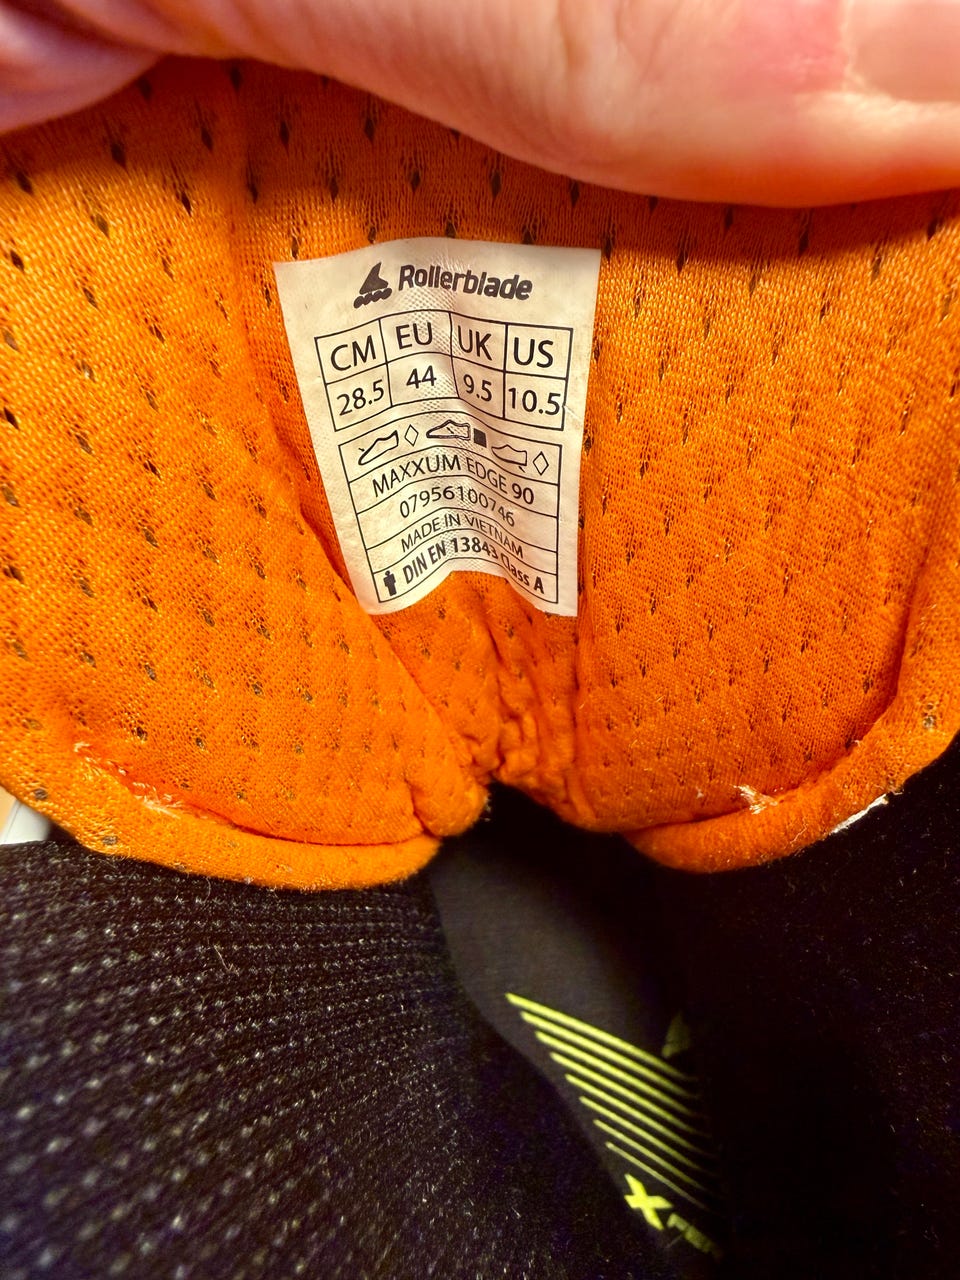 Rollerblade
CM EU UK US
28.5 44 9.5 10.5
MAXXUM EDGE 90
07956100746
MADE IN VIETNAM
DIN EN 13843 Class A
X